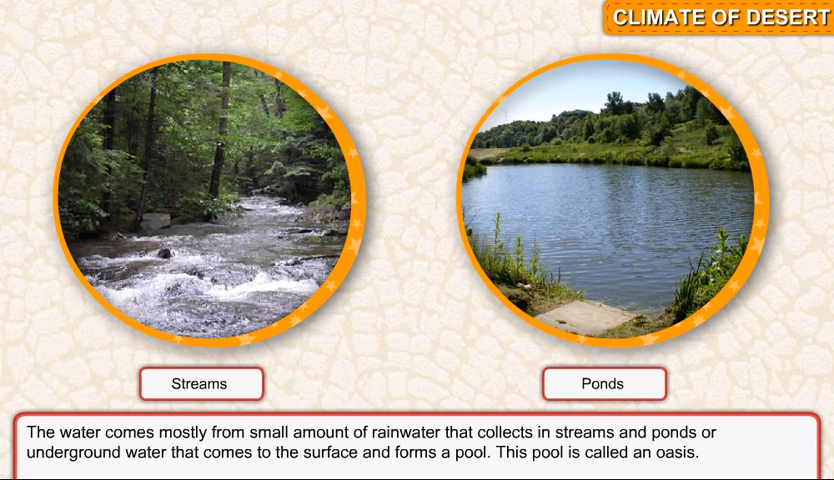 CLIMATE OF DESERT
Streams
Ponds
The water comes mostly from small amount of rainwater that collects in streams and ponds or
underground water that comes to the surface and forms a pool. This pool is called an oasis.